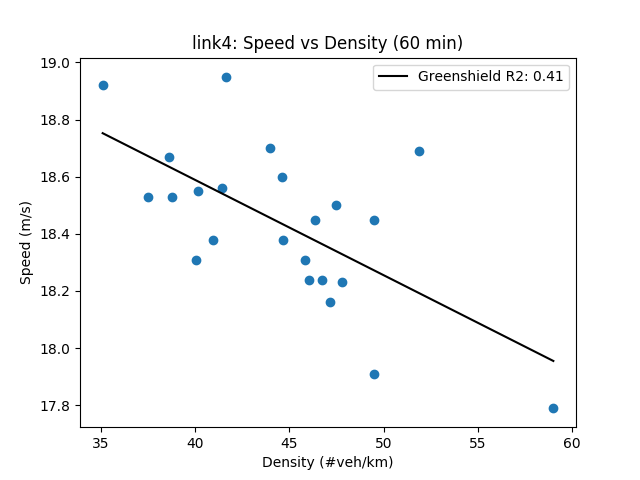 link4: Speed vs Density (60 min)
Greenshield R2: 0.41
Speed (m/s)
19.0
18.8
18.6
18.4
18.2
18.0
17.8
35 40 45 50 55 60
Density (#veh/km)